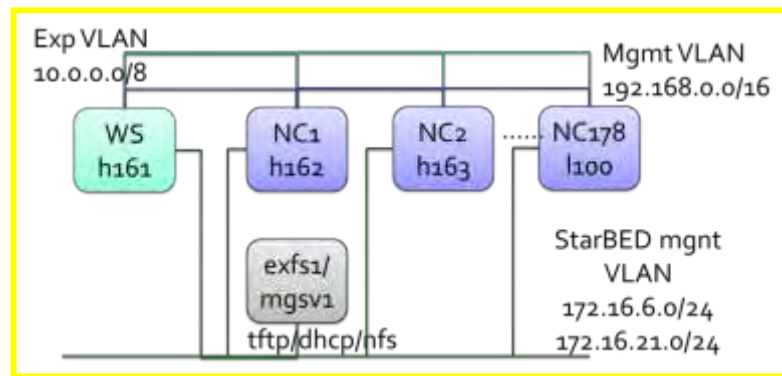 Exp VLAN
10.0.0.0/8
Mgmt VLAN
192.168.0.0/16
WS
h161
NC1
h162
NC2
h163
......
NC178
l100
exfs1/
mgsv1
tftp/dhcp/nfs
StarBED mgnt
VLAN
172.16.6.0/24
172.16.21.0/24